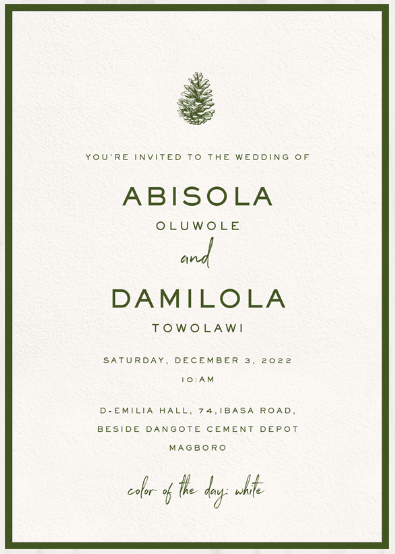 YOU'RE INVITED TO THE WEDDING OF
ABISOLA
OLUWOLE
and
DAMILOLA
TOWOLAWI
SATURDAY, DECEMBER 3, 2022
10:AM
D-EMILIA HALL, 74,IBASA ROAD,
BESIDE DANGOTE CEMENT DEPOT
MAGBORO
color of the day: white